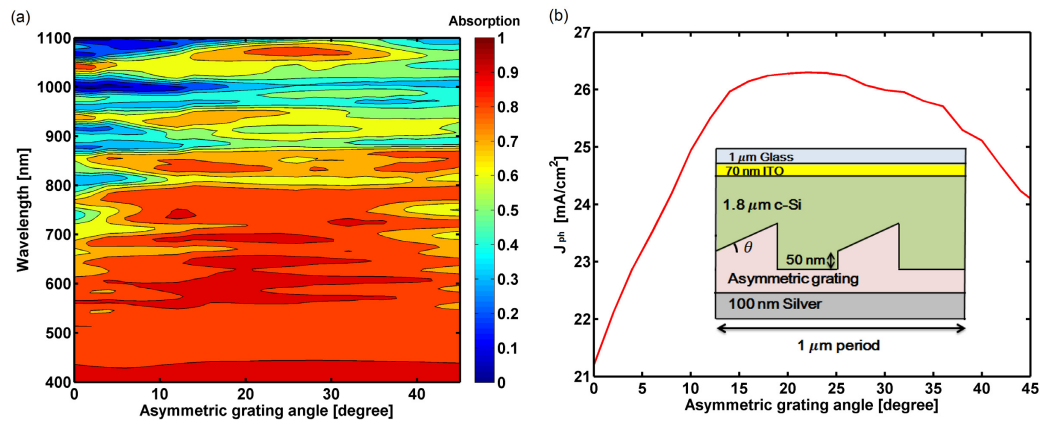 (a)
Absorption
1100
1000
900
800
700
600
500
400
Wavelength [nm]
0 10 20 30 40
Asymmetric grating angle [degree]
1
0.9
0.8
0.7
0.6
0.5
0.4
0.3
0.2
0.1
0
(b)
27
26
25
24
23
22
21
J ph [mA/cm2]
1 μm Glass
70 nm ITO
1.8 μm c-Si
θ
50 nm
Asymmetric grating
100 nm Silver
1 μm period
0 5 10 15 20 25 30 35 40 45
Asymmetric grating angle [degree]